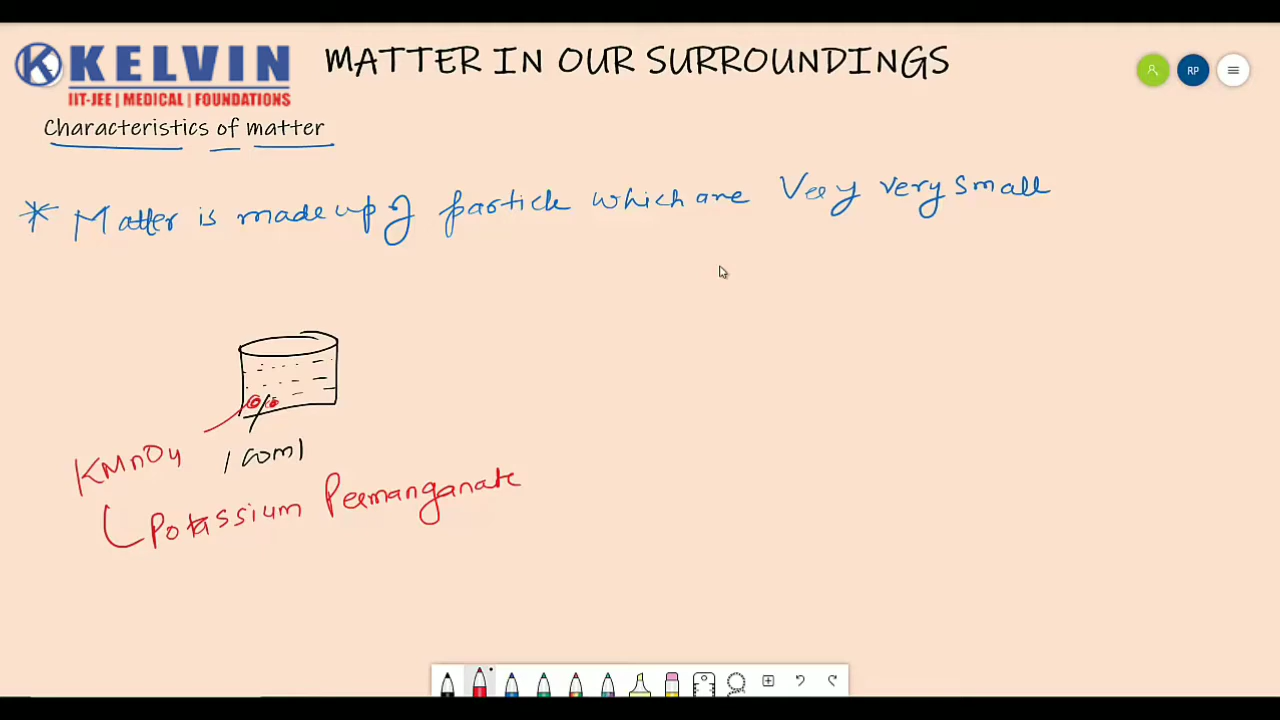 KELVIN
IIT-JEE | MEDICAL | FOUNDATIONS
MATTER IN OUR SURROUNDINGS
RP
Characteristics of matter
* Matter is made up of particle which are Very very small
100ml
KMnO4
Potassium Permanganate